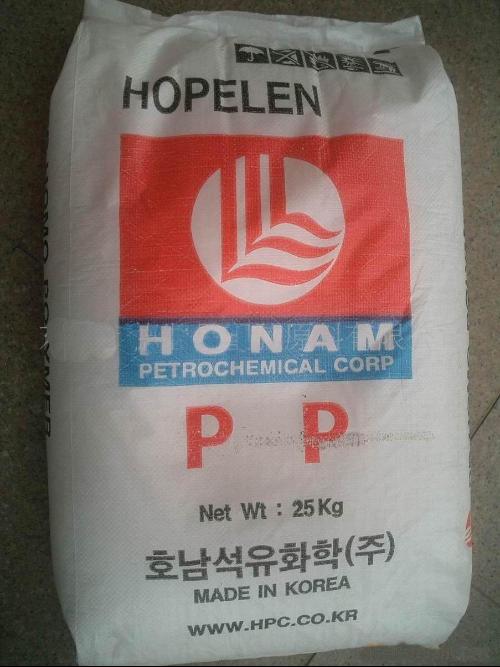 HOPELEN
HONAM
PETROCHEMICAL CORP
P P
Net Wt : 25Kg
호남석유화학(주)
MADE IN KOREA
WWW.HPC.CO.KR